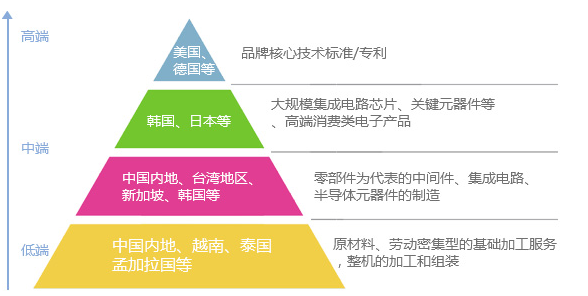 高端
美国、
德国等
品牌核心技术标准/专利
韩国、日本等
大规模集成电路芯片、关键元器件等
、高端消费类电子产品
中端
中国内地、台湾地区、
新加坡、韩国等
零部件为代表的中间件、集成电路、
半导体元器件的制造
低端
中国内地、越南、泰国
孟加拉国等
原材料、劳动密集型的基础加工服务
，整机的加工和组装